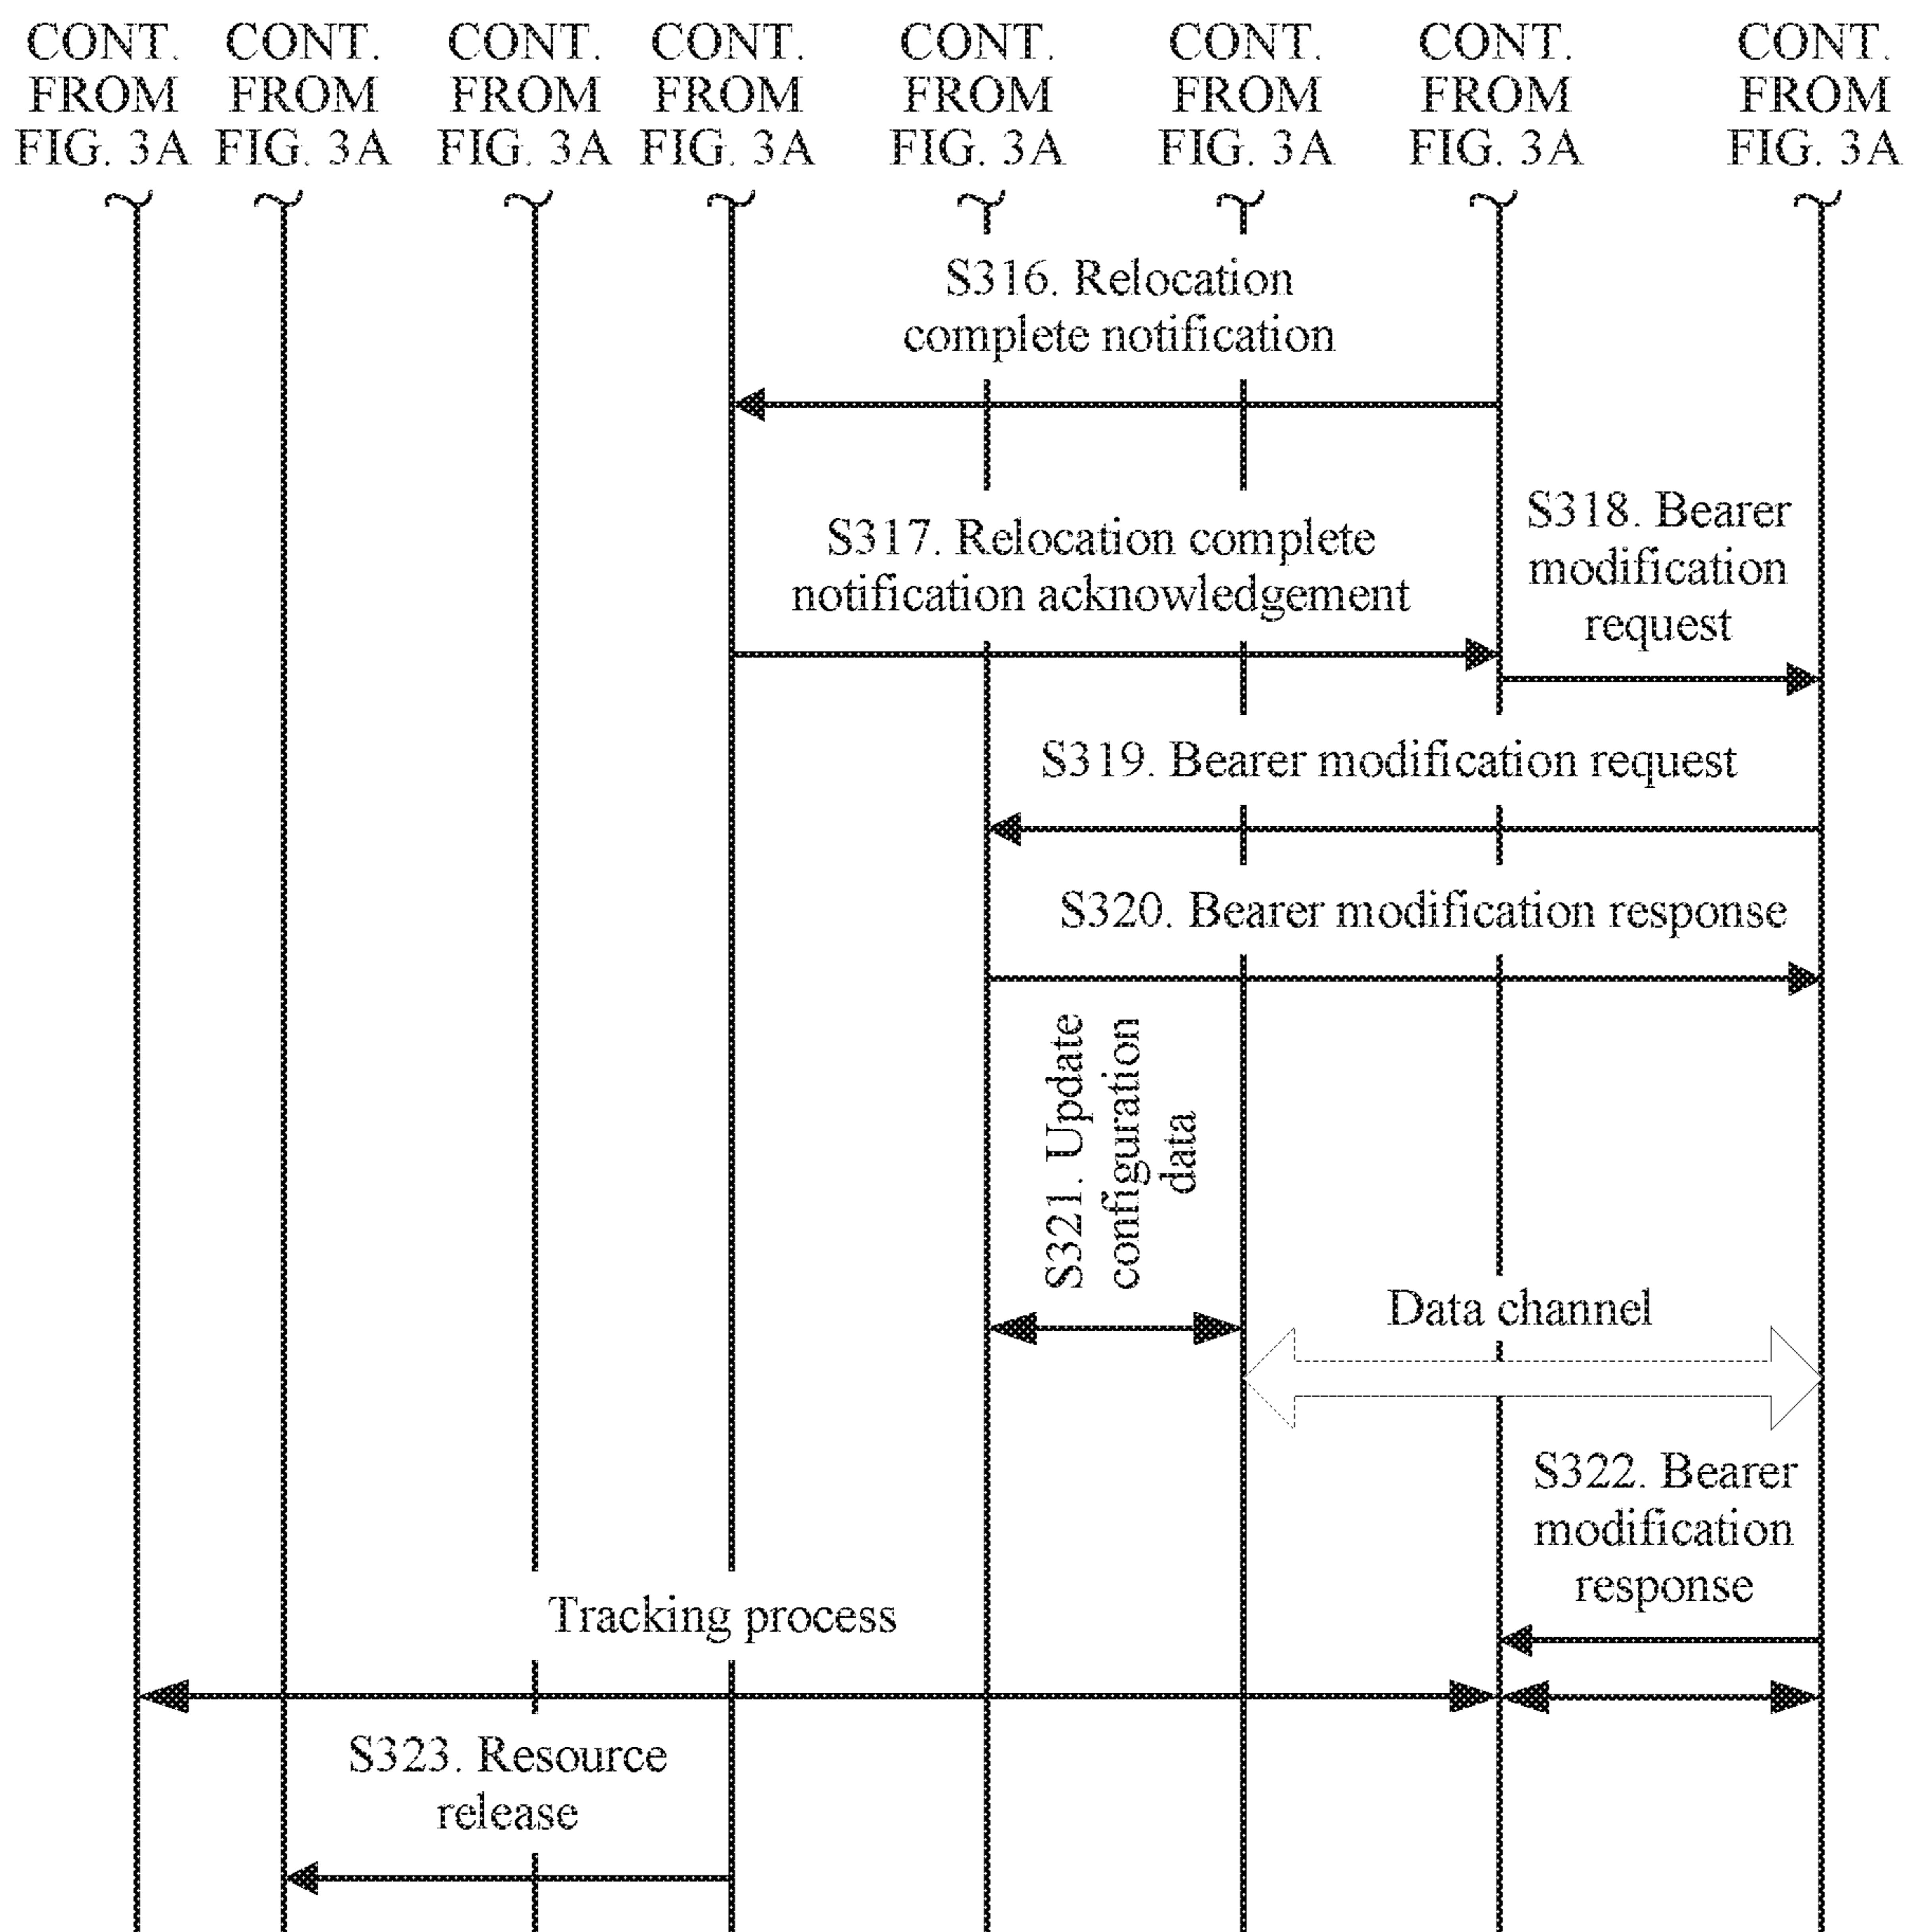 CONT. CONT. CONT. CONT. CONT. CONT. CONT. CONT.
FROM FROM FROM FROM FROM FROM FROM FROM
FIG. 3A FIG. 3A FIG. 3A FIG. 3A FIG. 3A FIG. 3A FIG. 3A FIG. 3A
S316. Relocation
complete notification
S317. Relocation complete
notification acknowledgement
S318. Bearer
modification
request
S319. Bearer modification request
S320. Bearer modification response
S321. Update
configuration
data
Data channel
S322. Bearer
modification
response
Tracking process
S323. Resource
release